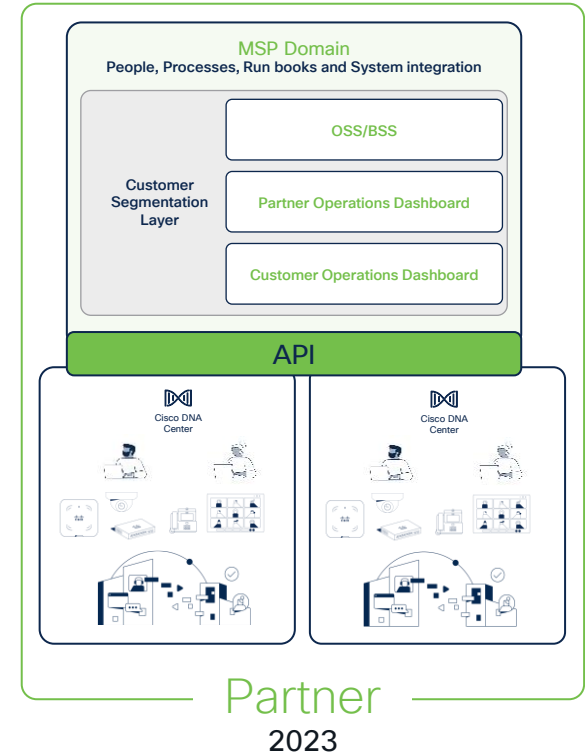 MSP Domain
People, Processes, Run books and System integration
Customer
Segmentation
Layer
OSS/BSS
Partner Operations Dashboard
Customer Operations Dashboard
API
Cisco DNA
Center
Cisco DNA
Center
Partner
2023